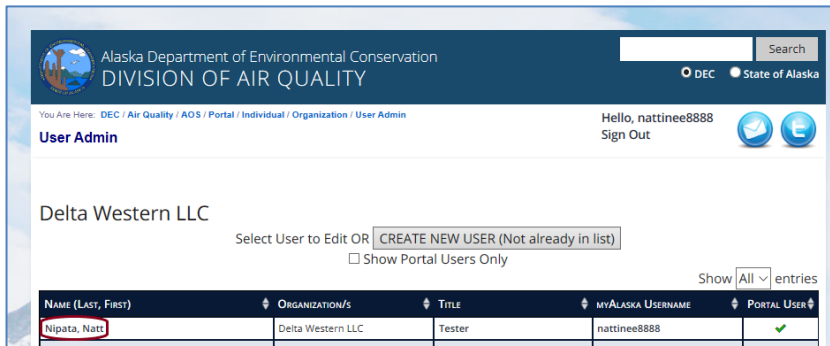 Alaska Department of Environmental Conservation
DIVISION OF AIR QUALITY
Search
DEC State of Alaska
You Are Here: DEC / Air Quality / AOS / Portal / Individual / Organization / User Admin
User Admin
Hello, nattinee8888
Sign Out
Delta Western LLC
Select User to Edit OR CREATE NEW USER (Not already in list)
Show Portal Users Only
Show All entries
Name (Last, First) Organization/s Title myAlaska Username Portal User
Nipata, Natt Delta Western LLC Tester nattinee8888